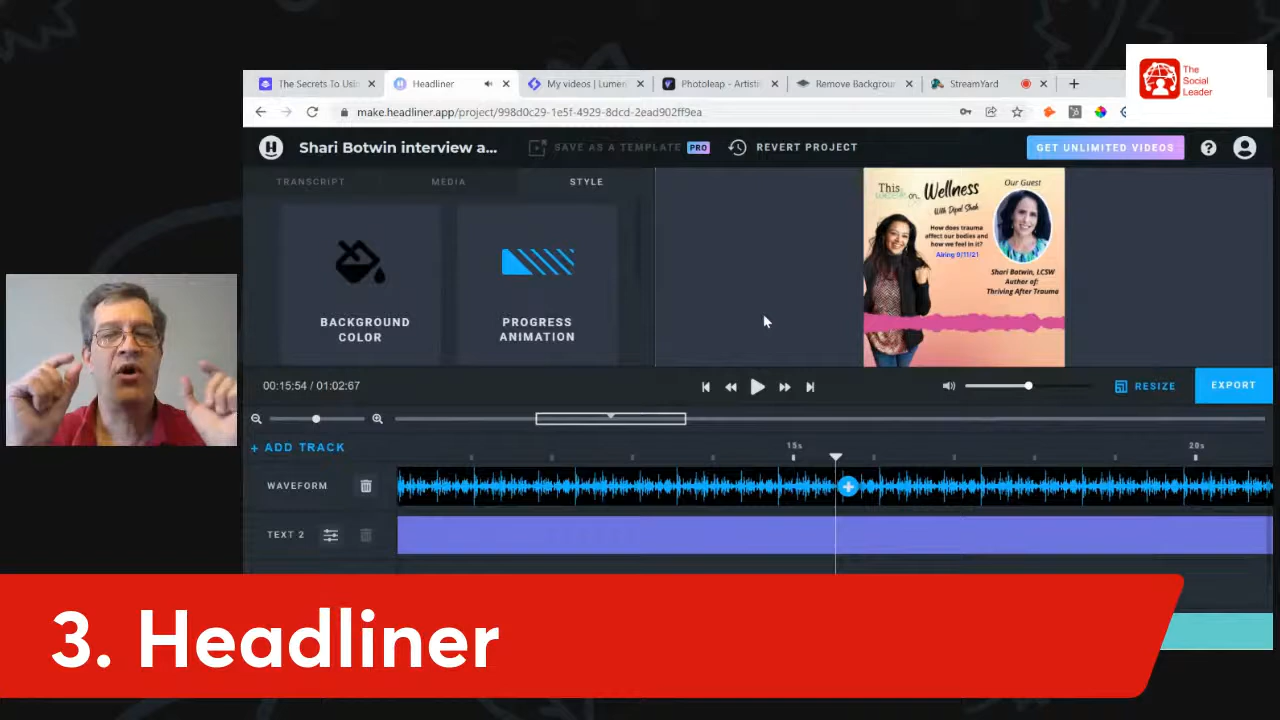 The Secrets To Usin
Headliner
My videos | Lumen
Photoleap - Artisti
Remove Backgroun
StreamYard
The
Social
Leader
make.headliner.app/project/998d0c29-1e5f-4929-8dcd-2ead902ff9ea
Shari Botwin interview a...
SAVE AS A TEMPLATE PRO
REVERT PROJECT
GET UNLIMITED VIDEOS
TRANSCRIPT
MEDIA
STYLE
BACKGROUND
COLOR
PROGRESS
ANIMATION
This
on...
Wellness
With Dipal Shah
How does trauma
affect our bodies and
how we feel in it?
Airing 9/11/21
Our Guest
Shari Botwin, LCSW
Author of:
Thriving After Trauma
00:15:54 / 01:02:67
RESIZE
EXPORT
+ ADD TRACK
15s
20s
WAVEFORM
TEXT 2
3. Headliner